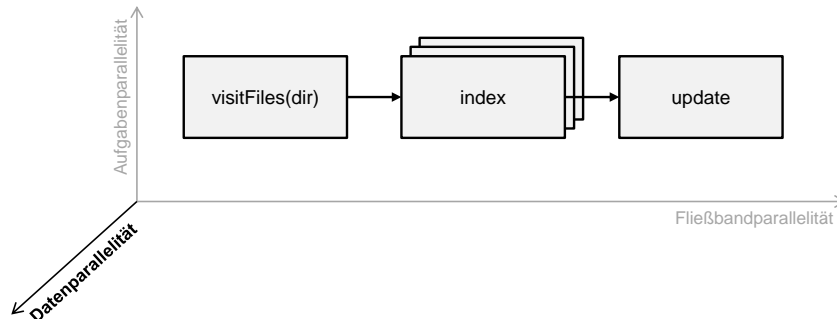 Aufgabenparallelität
visitFiles(dir)
index
update
Fließbandparallelität
Datenparallelität